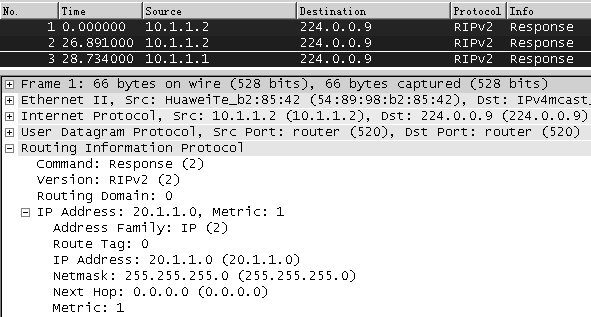 No. Time Source Destination Protocol Info
1 0.000000 10.1.1.2 224.0.0.9 RIPv2 Response
2 26.891000 10.1.1.2 224.0.0.9 RIPv2 Response
3 28.734000 10.1.1.1 224.0.0.9 RIPv2 Response
Frame 1: 66 bytes on wire (528 bits), 66 bytes captured (528 bits)
Ethernet II, Src: HuaweiTe_b2:85:42 (54:89:98:b2:85:42), Dst: IPv4mcast_
Internet Protocol, Src: 10.1.1.2 (10.1.1.2), Dst: 224.0.0.9 (224.0.0.9)
User Datagram Protocol, Src Port: router (520), Dst Port: router (520)
Routing Information Protocol
Command: Response (2)
Version: RIPv2 (2)
Routing Domain: 0
IP Address: 20.1.1.0, Metric: 1
Address Family: IP (2)
Route Tag: 0
IP Address: 20.1.1.0 (20.1.1.0)
Netmask: 255.255.255.0 (255.255.255.0)
Next Hop: 0.0.0.0 (0.0.0.0)
Metric: 1